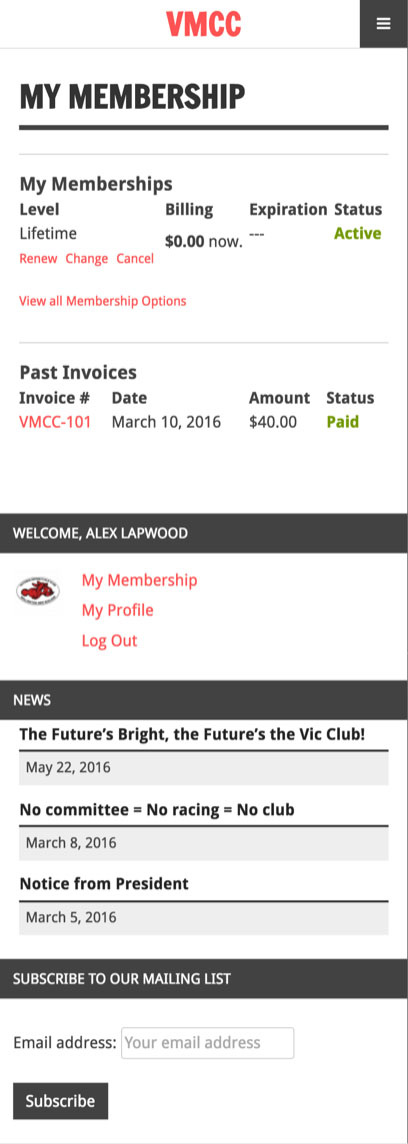 VMCC
MY MEMBERSHIP
My Memberships
Level Billing Expiration Status
Lifetime $0.00 now. --- Active
Renew Change Cancel
View all Membership Options
Past Invoices
Invoice # Date Amount Status
VMCC-101 March 10, 2016 $40.00 Paid
WELCOME, ALEX LAPWOOD
My Membership
My Profile
Log Out
NEWS
The Future’s Bright, the Future’s the Vic Club!
May 22, 2016
No committee = No racing = No club
March 8, 2016
Notice from President
March 5, 2016
SUBSCRIBE TO OUR MAILING LIST
Email address: Your email address
Subscribe